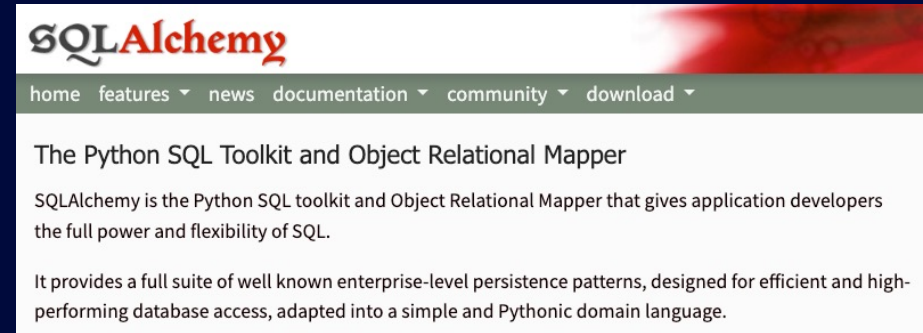 SQLAlchemy
home features news documentation community download
The Python SQL Toolkit and Object Relational Mapper
SQLAlchemy is the Python SQL toolkit and Object Relational Mapper that gives application developers
the full power and flexibility of SQL.
It provides a full suite of well known enterprise-level persistence patterns, designed for efficient and high-
performing database access, adapted into a simple and Pythonic domain language.